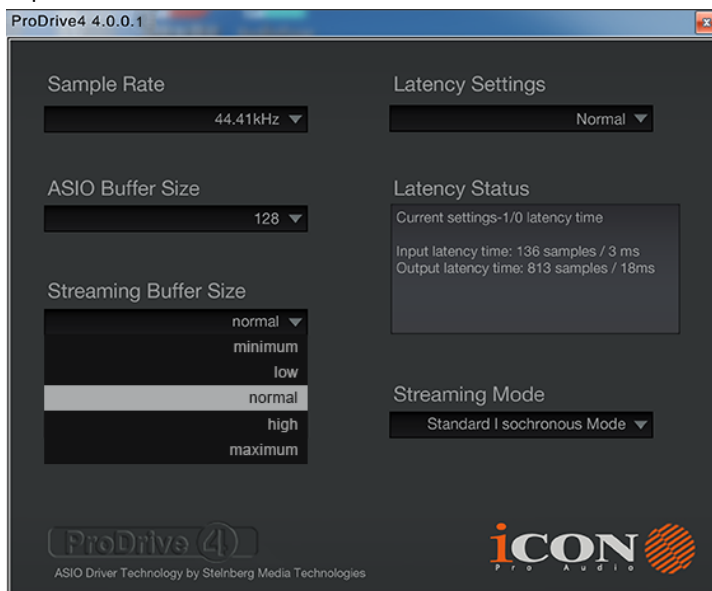 ProDrive4 4.0.0.1
Sample Rate
44.41kHz
ASIO Buffer Size
128
Streaming Buffer Size
normal
minimum
low
normal
high
maximum
Latency Settings
Normal
Latency Status
Current settings-1/0 latency time
Input latency time: 136 samples / 3 ms
Output latency time: 813 samples / 18ms
Streaming Mode
Standard I sochronous Mode
ProDrive 4
ASIO Driver Technology by Steinberg Media Technologies
iCON
Pro Audio